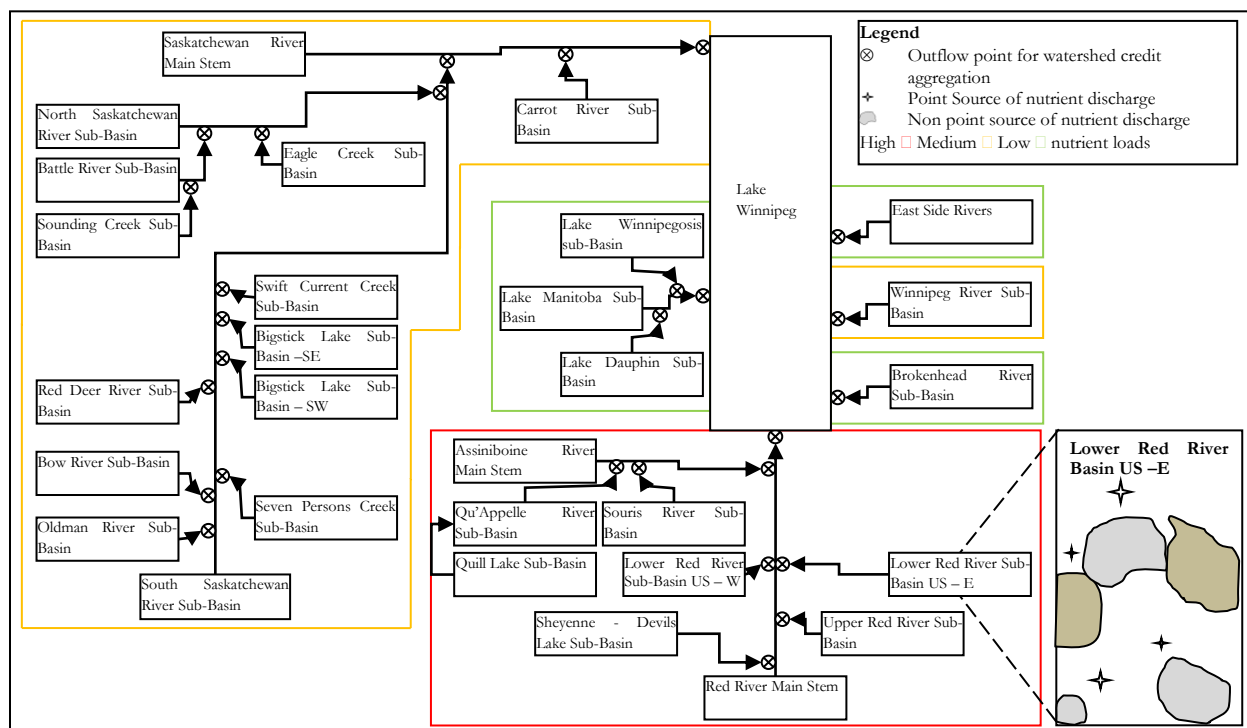 Saskatchewan River
Main Stem
North Saskatchewan
River Sub-Basin
Battle River Sub-Basin
Sounding Creek Sub-
Basin
Eagle Creek Sub-
Basin
Carrot River Sub-
Basin
Swift Current Creek
Sub-Basin
Bigstick Lake Sub-
Basin –SE
Bigstick Lake Sub-
Basin – SW
Red Deer River Sub-
Basin
Bow River Sub-Basin
Oldman River Sub-
Basin
Seven Persons Creek
Sub-Basin
South Saskatchewan
River Sub-Basin
Lake
Winnipeg
Lake Winnipegosis
sub-Basin
Lake Manitoba Sub-
Basin
Lake Dauphin Sub-
Basin
Legend
Outflow point for watershed credit
aggregation
Point Source of nutrient discharge
Non point source of nutrient discharge
High Medium Low nutrient loads
East Side Rivers
Winnipeg River Sub-
Basin
Brokenhead River
Sub-Basin
Assiniboine River
Main Stem
Qu'Appelle River
Sub-Basin
Souris River Sub-
Basin
Quill Lake Sub-Basin
Lower Red River
Sub-Basin US – W
Lower Red River Sub-
Basin US – E
Sheyenne - Devils
Lake Sub-Basin
Upper Red River Sub-
Basin
Red River Main Stem
Lower Red River
Basin US –E